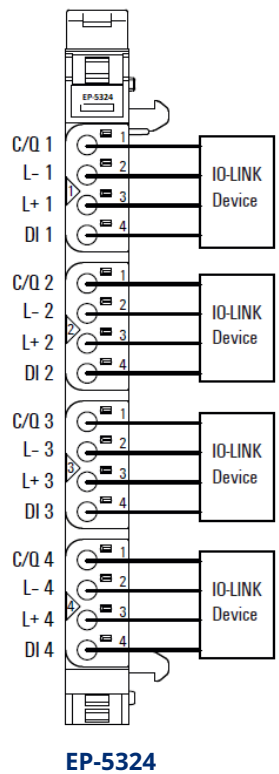 EP-5324
C/Q 1 1
L- 1 2 IO-LINK
1
L+ 1 3 Device
DI 1 4
C/Q 2 1
L- 2 2 IO-LINK
2
L+ 2 3 Device
DI 2 4
C/Q 3 1
L- 3 2 IO-LINK
3
L+ 3 3 Device
DI 3 4
C/Q 4 1
L- 4 2 IO-LINK
4
L+ 4 3 Device
DI 4 4
EP-5324